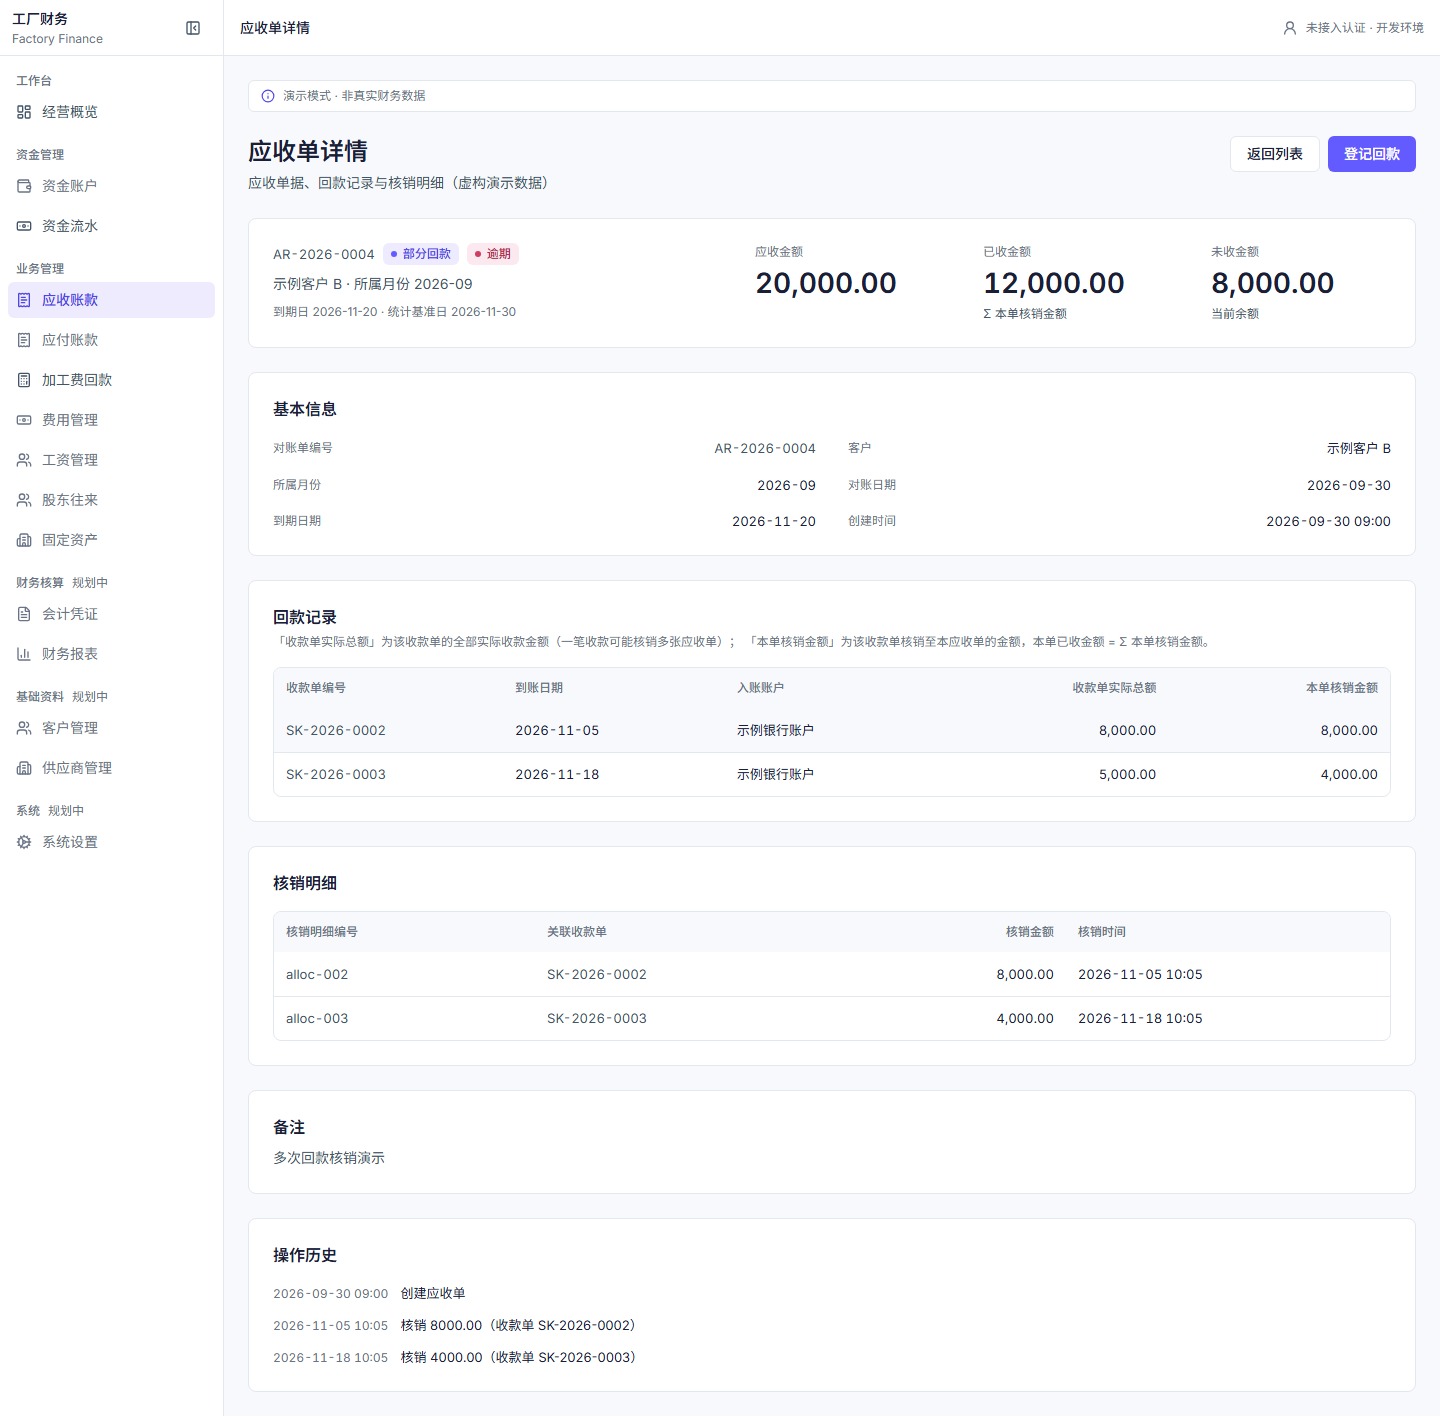 工厂财务
Factory Finance
工作台
经营概览
资金管理
资金账户
资金流水
业务管理
应收账款
应付账款
加工费回款
费用管理
工资管理
股东往来
固定资产
财务核算 规划中
会计凭证
财务报表
基础资料 规划中
客户管理
供应商管理
系统 规划中
系统设置
应收单详情
未接入认证 · 开发环境
演示模式 · 非真实财务数据
应收单详情
应收单据、回款记录与核销明细（虚构演示数据）
返回列表
登记回款
AR-2026-0004 部分回款 逾期
示例客户 B · 所属月份 2026-09
到期日 2026-11-20 · 统计基准日 2026-11-30
应收金额
20,000.00
已收金额
12,000.00
Σ 本单核销金额
未收金额
8,000.00
当前余额
基本信息
对账单编号 AR-2026-0004 客户 示例客户 B
所属月份 2026-09 对账日期 2026-09-30
到期日期 2026-11-20 创建时间 2026-09-30 09:00
回款记录
「收款单实际总额」为该收款单的全部实际收款金额（一笔收款可能核销多张应收单）； 「本单核销金额」为该收款单核销至本应收单的金额，本单已收金额 = Σ 本单核销金额。
收款单编号 到账日期 入账账户 收款单实际总额 本单核销金额
SK-2026-0002 2026-11-05 示例银行账户 8,000.00 8,000.00
SK-2026-0003 2026-11-18 示例银行账户 5,000.00 4,000.00
核销明细
核销明细编号 关联收款单 核销金额 核销时间
alloc-002 SK-2026-0002 8,000.00 2026-11-05 10:05
alloc-003 SK-2026-0003 4,000.00 2026-11-18 10:05
备注
多次回款核销演示
操作历史
2026-09-30 09:00 创建应收单
2026-11-05 10:05 核销 8000.00（收款单 SK-2026-0002）
2026-11-18 10:05 核销 4000.00（收款单 SK-2026-0003）